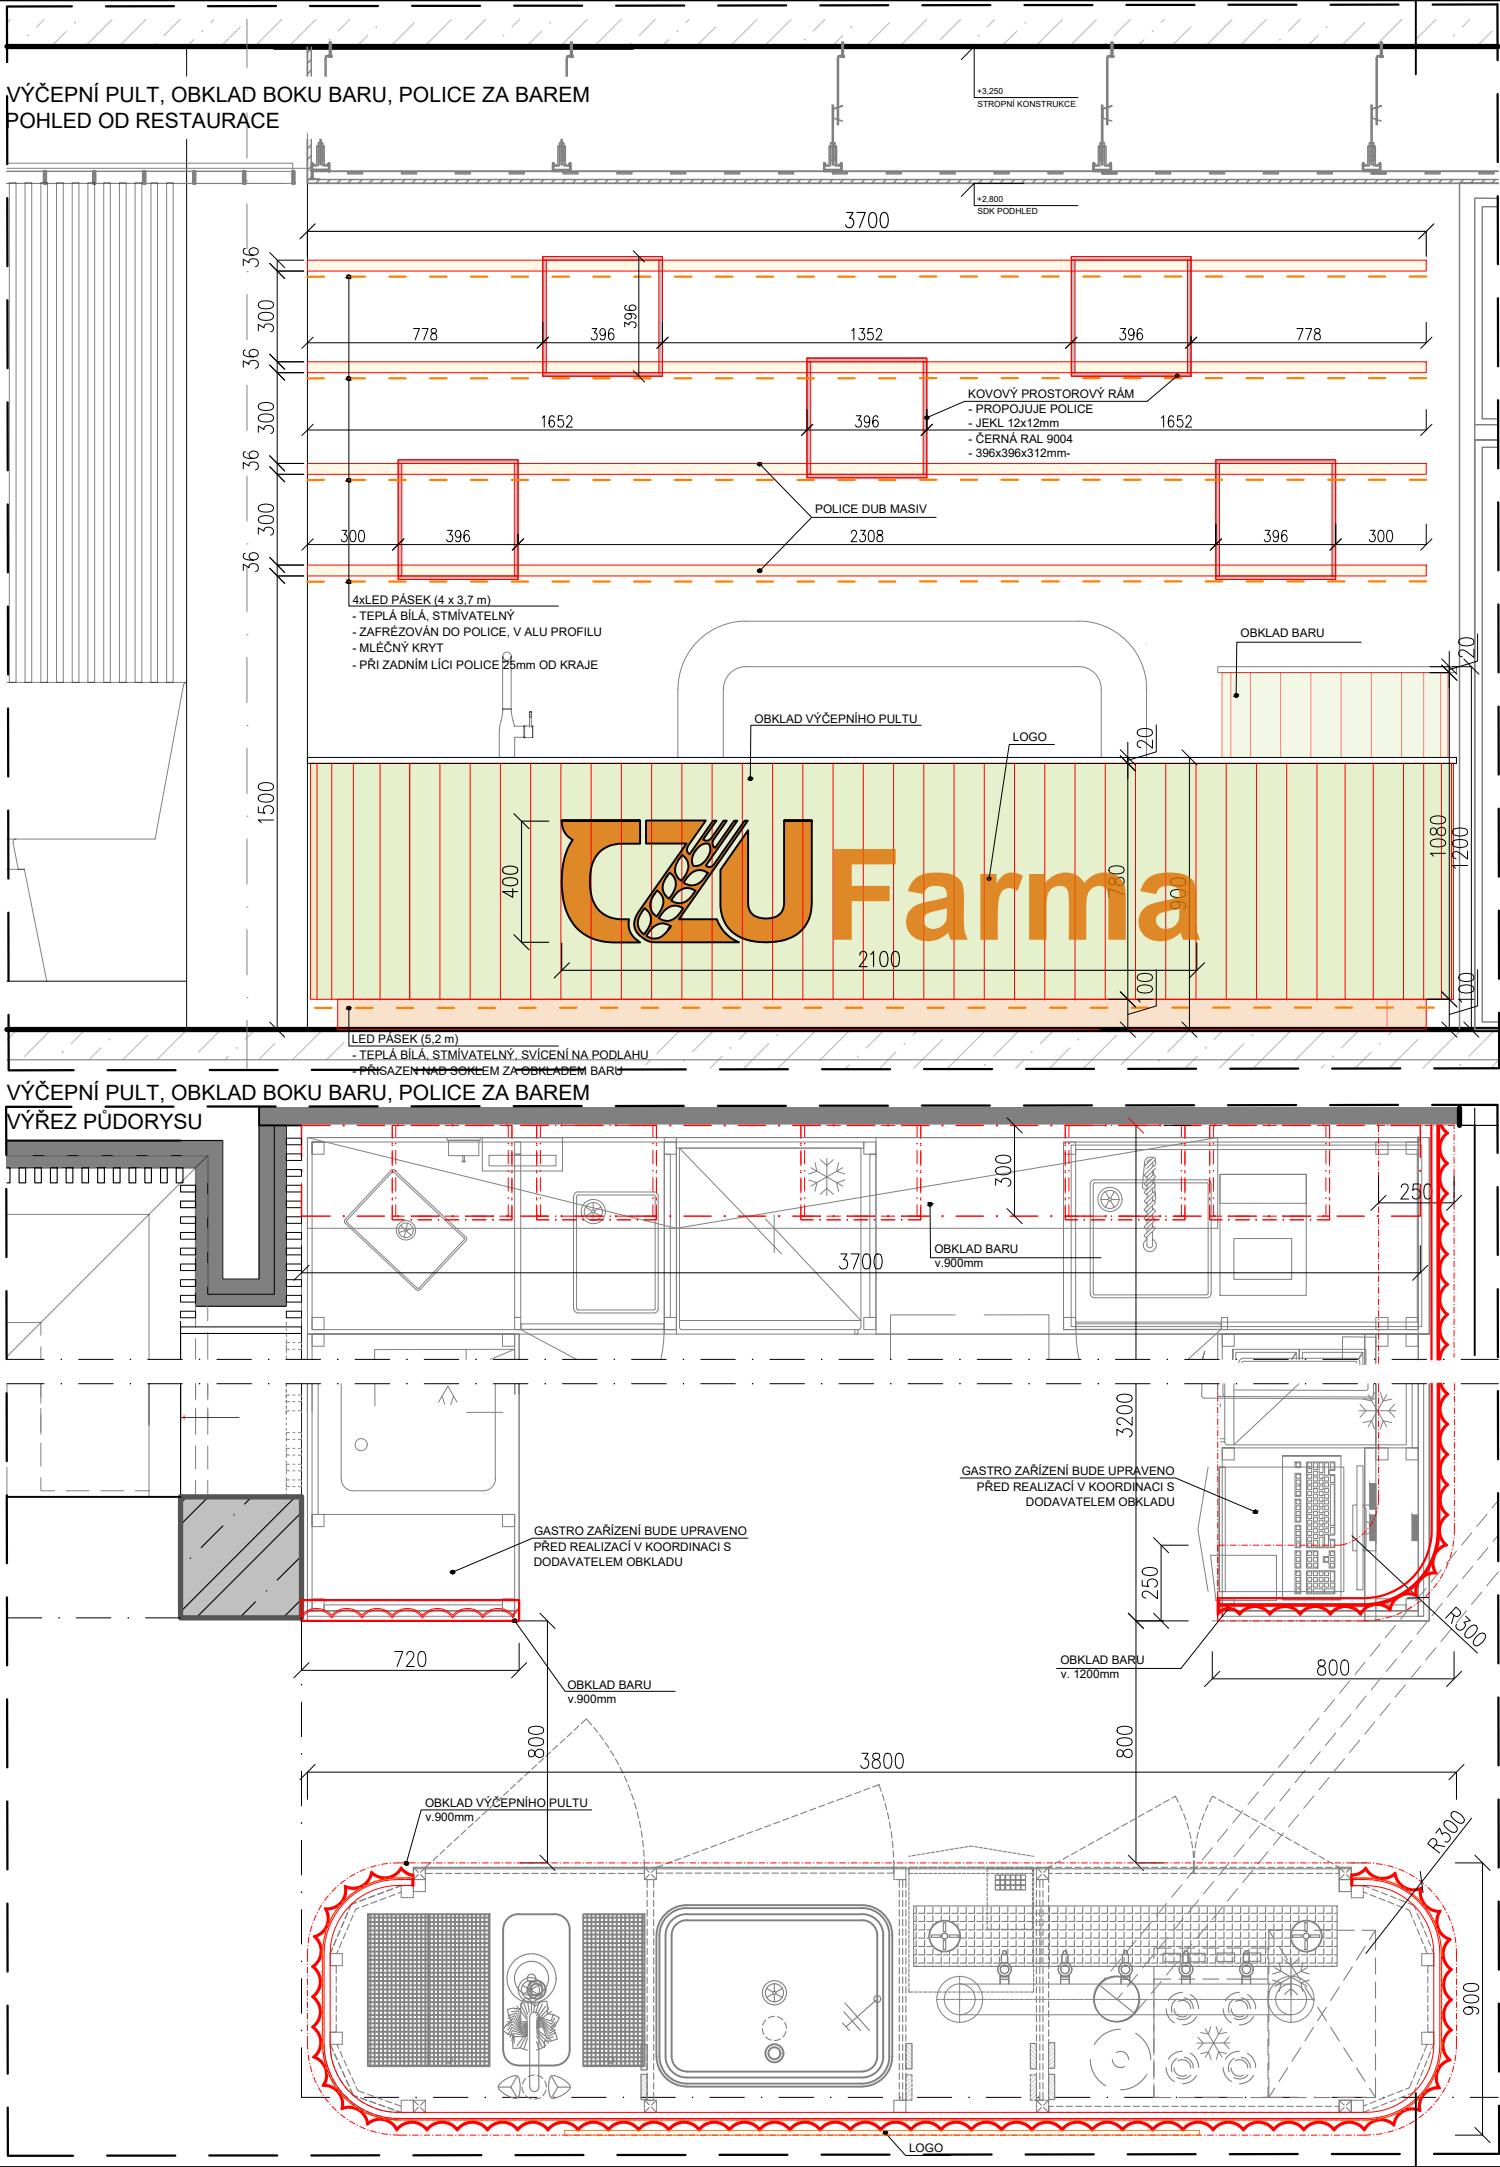 VÝČEPNÍ PULT, OBKLAD BOKU BARU, POLICE ZA BAREM
POHLED OD RESTAURACE
+3,250
STROPNÍ KONSTRUKCE
+2,800
SDK PODHLED
3700
36
300
396
778
396
1352
396
778
36
KOVOVÝ PROSTOROVÝ RÁM
- PROPOJUJE POLICE
- JEKL 12x12mm
- ČERNÁ RAL 9004
- 396x396x312mm-
300
1652
396
1652
36
POLICE DUB MASIV
300
300
396
2308
396
300
36
4xLED PÁSEK (4 x 3,7 m)
- TEPLÁ BÍLÁ, STMÍVATELNÝ
- ZAFRÉZOVÁN DO POLICE, V ALU PROFILU
- MLÉČNÝ KRYT
- PŘI ZADNÍM LÍCI POLICE 25mm OD KRAJE
OBKLAD BARU
20
OBKLAD VÝČEPNÍHO PULTU
LOGO
20
1500
400
ČZU Farma
780
900
1080
1200
2100
100
100
LED PÁSEK (5,2 m)
- TEPLÁ BÍLÁ, STMÍVATELNÝ, SVÍCENÍ NA PODLAHU
- PŘISAZEN NAD SOKLEM ZA OBKLADEM BARU
VÝČEPNÍ PULT, OBKLAD BOKU BARU, POLICE ZA BAREM
VÝŘEZ PŮDORYSU
300
250
OBKLAD BARU
v.900mm
3700
3200
GASTRO ZAŘÍZENÍ BUDE UPRAVENO
PŘED REALIZACÍ V KOORDINACI S
DODAVATELEM OBKLADU
GASTRO ZAŘÍZENÍ BUDE UPRAVENO
PŘED REALIZACÍ V KOORDINACI S
DODAVATELEM OBKLADU
250
R300
720
OBKLAD BARU
v.900mm
OBKLAD BARU
v. 1200mm
800
800
800
3800
OBKLAD VÝČEPNÍHO PULTU
v.900mm
R300
900
LOGO